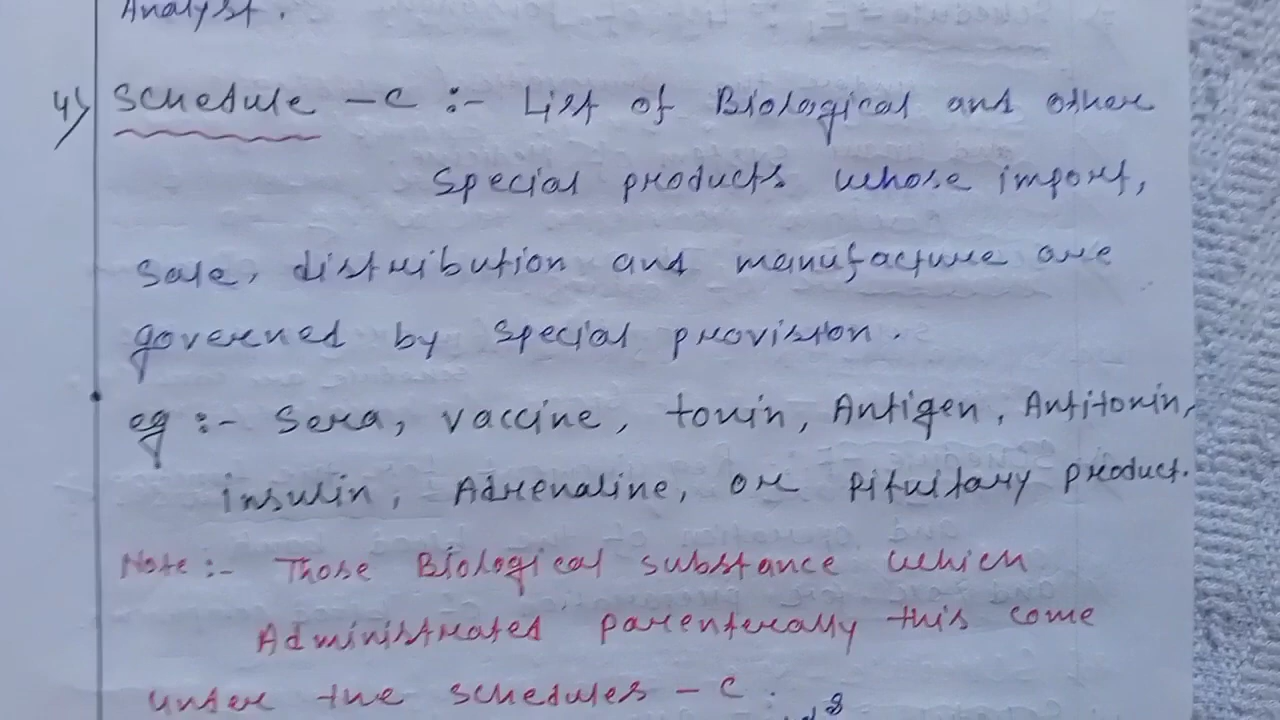 Analyst.
4) Schedule - C :- List of Biological and other
Special products whose import,
Sale, distribution and manufacture are
governed by special provision.
eg :- Sera, vaccine, toxin, Antigen, Antitoxin,
insulin, Adrenaline, or Pituitary product.
Note :- Those Biological substance which
Administrated parenterally this come
under the schedules - C.